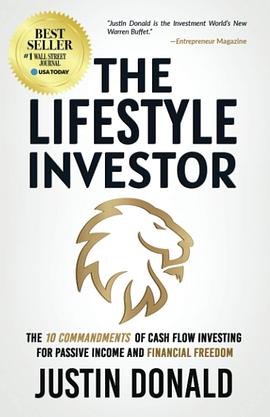 BEST
SELLER
#1 WALL STREET
JOURNAL
USA TODAY
"Justin Donald is the Investment World's New
Warren Buffet."
—Entrepreneur Magazine
THE
LIFESTYLE
INVESTOR
THE 10 COMMANDMENTS OF CASH FLOW INVESTING
FOR PASSIVE INCOME AND FINANCIAL FREEDOM
JUSTIN DONALD